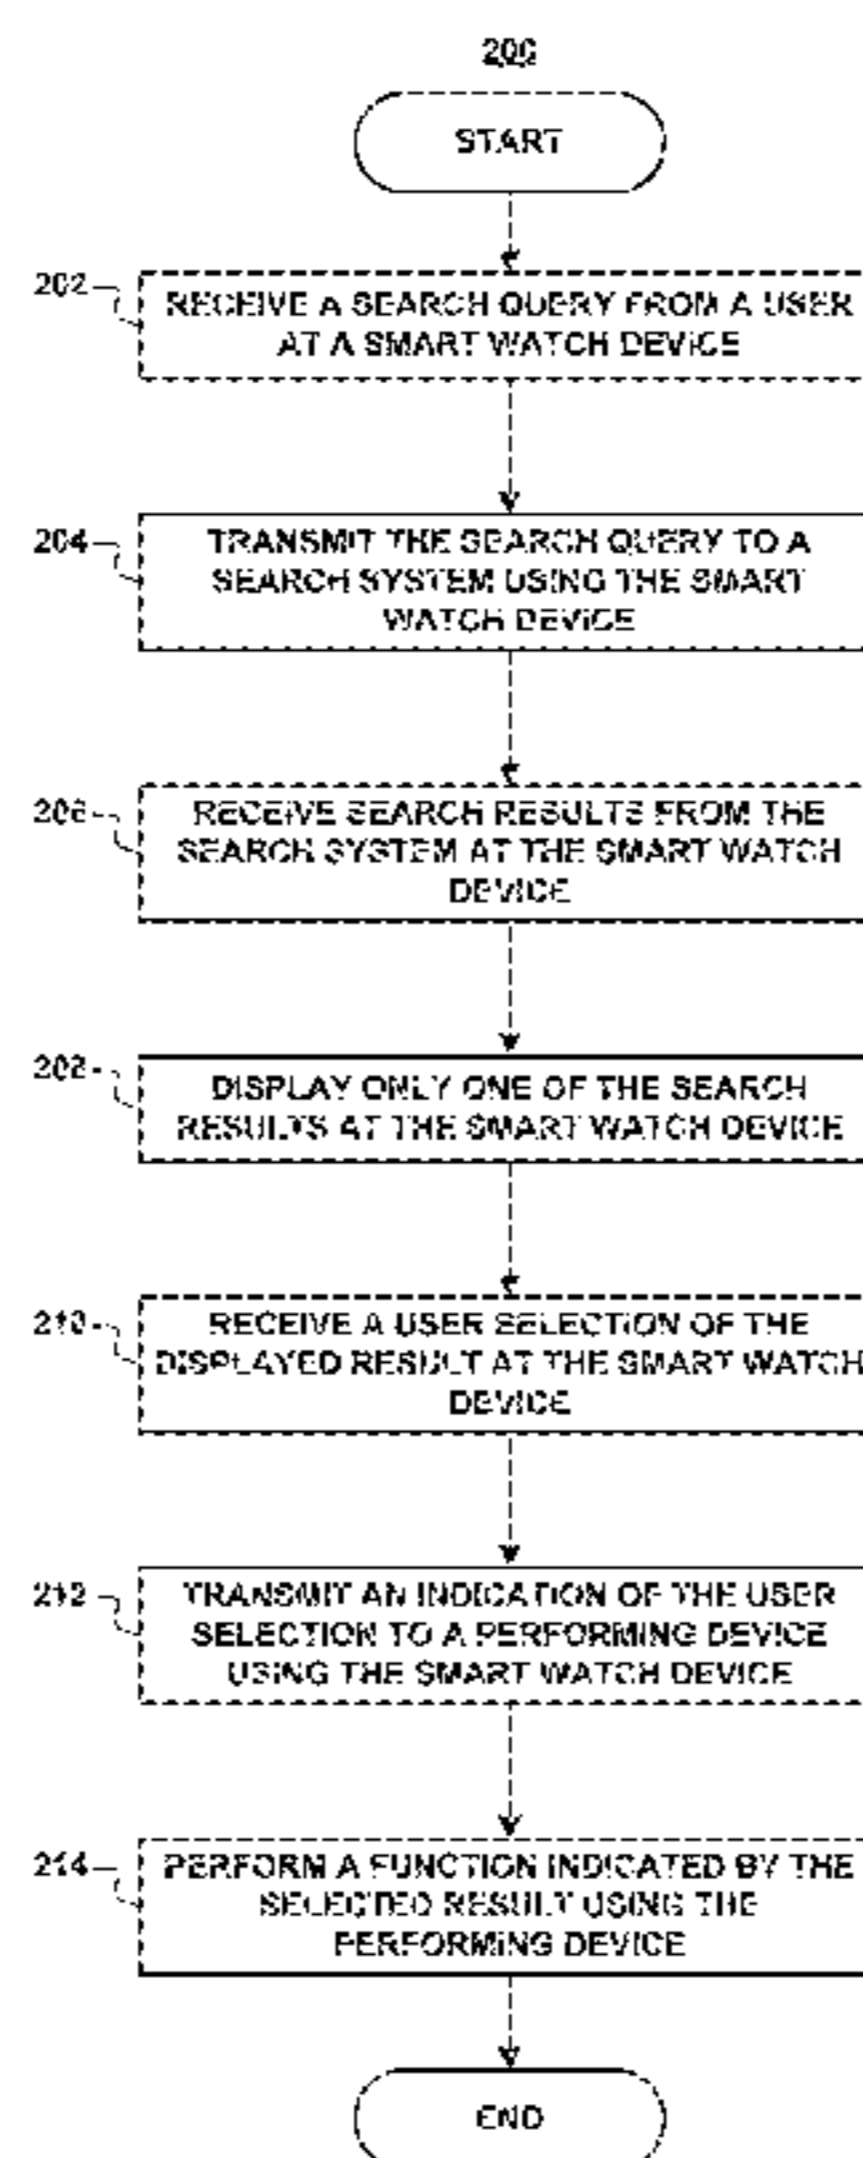 200
START
202
RECEIVE A SEARCH QUERY FROM A USER
AT A SMART WATCH DEVICE
204
TRANSMIT THE SEARCH QUERY TO A
SEARCH SYSTEM USING THE SMART
WATCH DEVICE
206
RECEIVE SEARCH RESULTS FROM THE
SEARCH SYSTEM AT THE SMART WATCH
DEVICE
208
DISPLAY ONLY ONE OF THE SEARCH
RESULTS AT THE SMART WATCH DEVICE
210
RECEIVE A USER SELECTION OF THE
DISPLAYED RESULT AT THE SMART WATCH
DEVICE
212
TRANSMIT AN INDICATION OF THE USER
SELECTION TO A PERFORMING DEVICE
USING THE SMART WATCH DEVICE
214
PERFORM A FUNCTION INDICATED BY THE
SELECTED RESULT USING THE
PERFORMING DEVICE
END